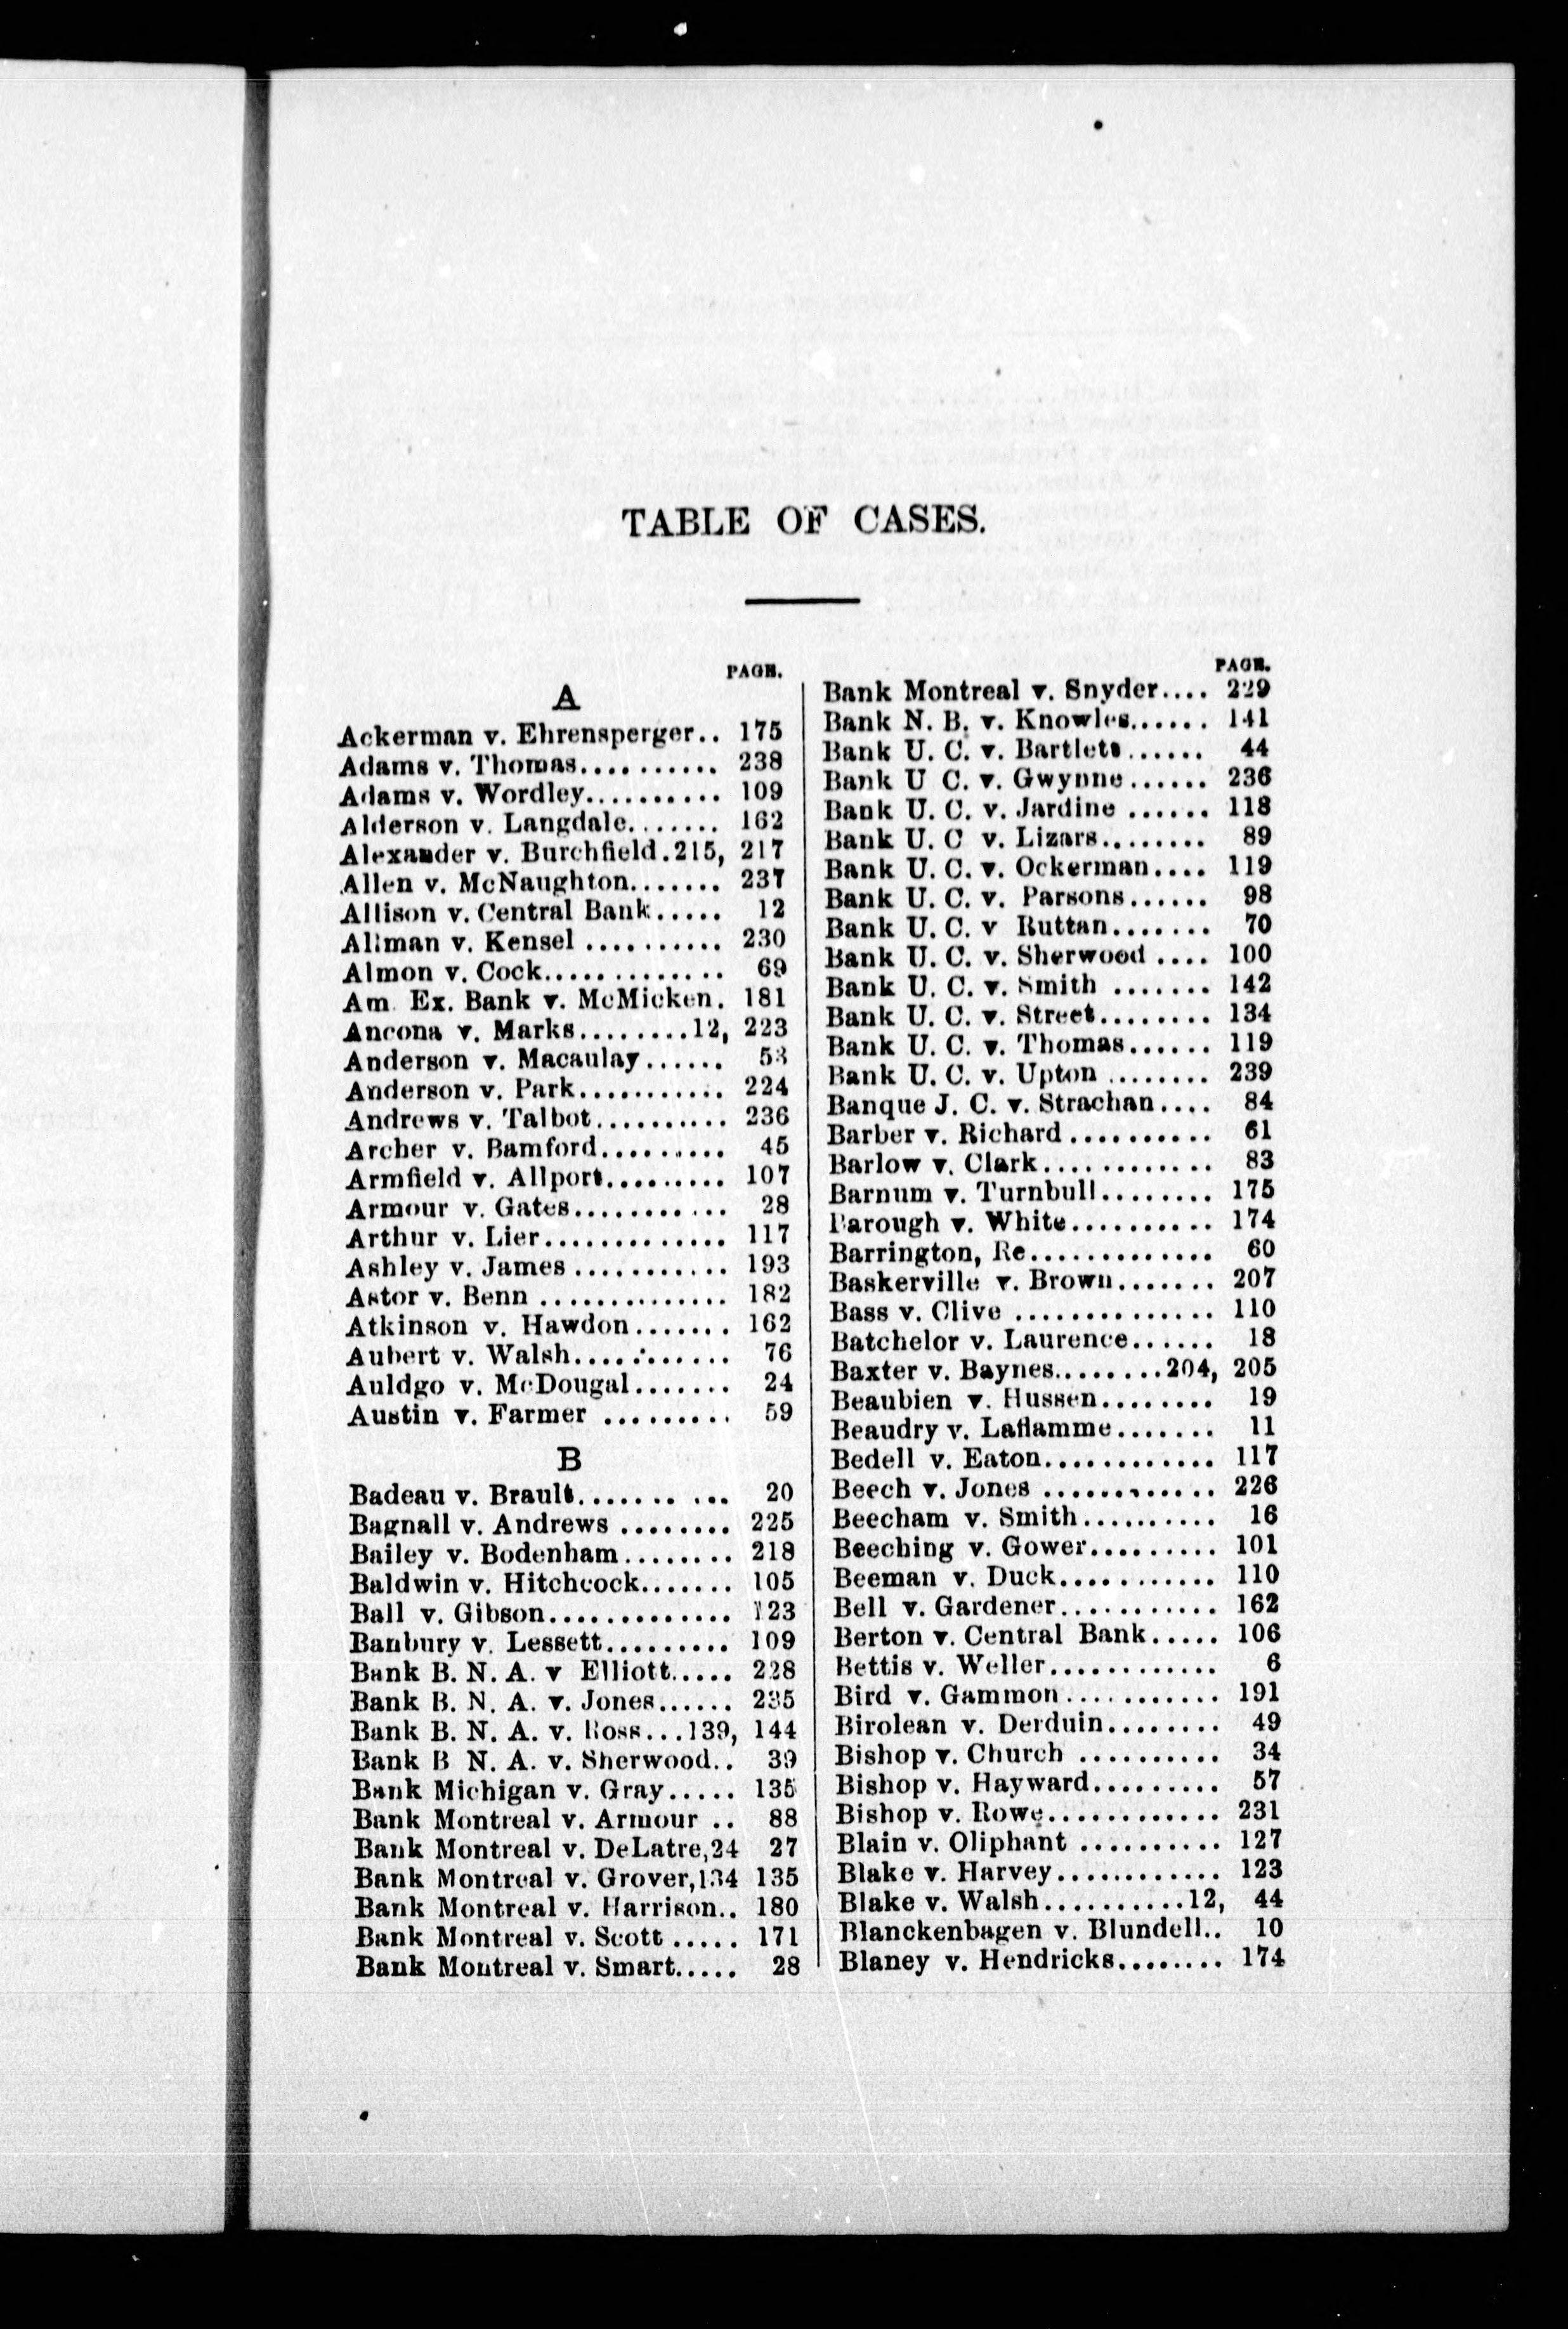 TABLE OF CASES.
PAGE.
A
Ackerman v. Ehrensperger.. 175
Adams v. Thomas.......... 238
Adams v. Wordley.......... 109
Alderson v. Langdale....... 162
Alexander v. Burchfield.215, 217
Allen v. McNaughton....... 237
Allison v. Central Bank..... 12
Allman v. Kensel .......... 230
Almon v. Cock............. 69
Am. Ex. Bank v. McMicken. 181
Ancona v. Marks........12, 223
Anderson v. Macaulay...... 53
Anderson v. Park........... 224
Andrews v. Talbot.......... 236
Archer v. Bamford......... 45
Armfield v. Allport......... 107
Armour v. Gates........... 28
Arthur v. Lier............. 117
Ashley v. James ........... 193
Astor v. Benn ............. 182
Atkinson v. Hawdon....... 162
Aubert v. Walsh........... 76
Auldgo v. McDougal....... 24
Austin v. Farmer ......... 59
B
Badeau v. Brault.......... 20
Bagnall v. Andrews ........ 225
Bailey v. Bodenham........ 218
Baldwin v. Hitchcock....... 105
Ball v. Gibson............. 123
Banbury v. Lessett......... 109
Bank B. N. A. v Elliott..... 228
Bank B. N. A. v. Jones...... 235
Bank B. N. A. v. Ross...139, 144
Bank B N. A. v. Sherwood.. 39
Bank Michigan v. Gray..... 135
Bank Montreal v. Armour .. 88
Bank Montreal v. DeLatre,24 27
Bank Montreal v. Grover,134 135
Bank Montreal v. Harrison.. 180
Bank Montreal v. Scott ..... 171
Bank Montreal v. Smart..... 28
PAGE.
Bank Montreal v. Snyder.... 229
Bank N. B. v. Knowles...... 141
Bank U. C. v. Bartlett...... 44
Bank U C. v. Gwynne...... 236
Bank U. C. v. Jardine ...... 118
Bank U. C v. Lizars........ 89
Bank U. C. v. Ockerman.... 119
Bank U. C. v. Parsons...... 98
Bank U. C. v Ruttan....... 70
Bank U. C. v. Sherwood .... 100
Bank U. C. v. Smith ....... 142
Bank U. C. v. Street........ 134
Bank U. C. v. Thomas...... 119
Bank U. C. v. Upton ........ 239
Banque J. C. v. Strachan.... 84
Barber v. Richard.......... 61
Barlow v. Clark............ 83
Barnum v. Turnbull........ 175
Barough v. White.......... 174
Barrington, Re............. 60
Baskerville v. Brown....... 207
Bass v. Clive .............. 110
Batchelor v. Laurence...... 18
Baxter v. Baynes........204, 205
Beaubien v. Hussen........ 19
Beaudry v. Laflamme....... 11
Bedell v. Eaton............ 117
Beech v. Jones ............ 226
Beecham v. Smith.......... 16
Beeching v. Gower......... 101
Beeman v. Duck........... 110
Bell v. Gardener........... 162
Berton v. Central Bank..... 106
Bettis v. Weller............ 6
Bird v. Gammon........... 191
Birolean v. Derduin........ 49
Bishop v. Church .......... 34
Bishop v. Hayward......... 57
Bishop v. Rowe............ 231
Blain v. Oliphant .......... 127
Blake v. Harvey............ 123
Blake v. Walsh..........12, 44
Blanckenbagen v. Blundell.. 10
Blaney v. Hendricks........ 174